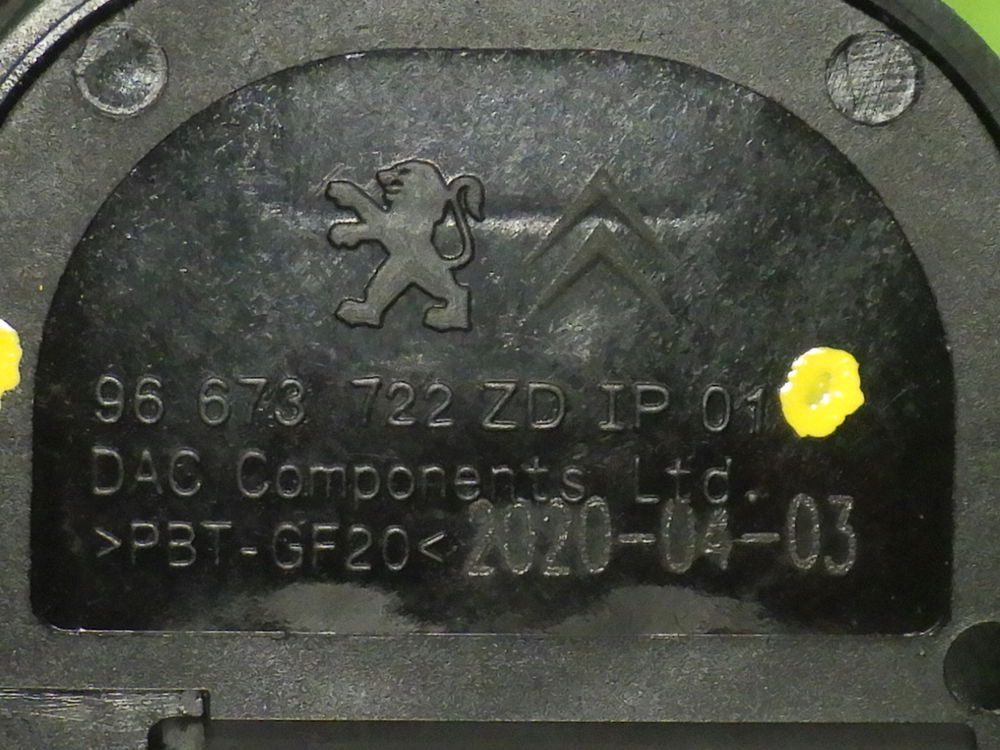 96 673 722 ZD IP 01
DAC Components Ltd.
>PBT-GF20< 2020-04-03